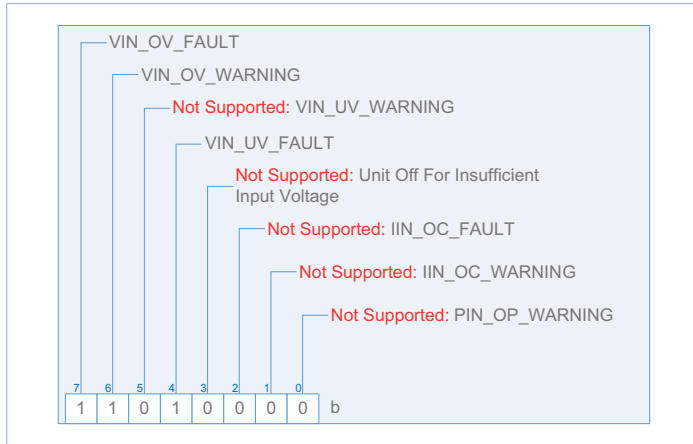 VIN_OV_FAULT
VIN_OV_WARNING
Not Supported: VIN_UV_WARNING
VIN_UV_FAULT
Not Supported: Unit Off For Insufficient
Input Voltage
Not Supported: IIN_OC_FAULT
Not Supported: IIN_OC_WARNING
Not Supported: PIN_OP_WARNING
7 6 5 4 3 2 1 0
1 1 0 1 0 0 0 0 b